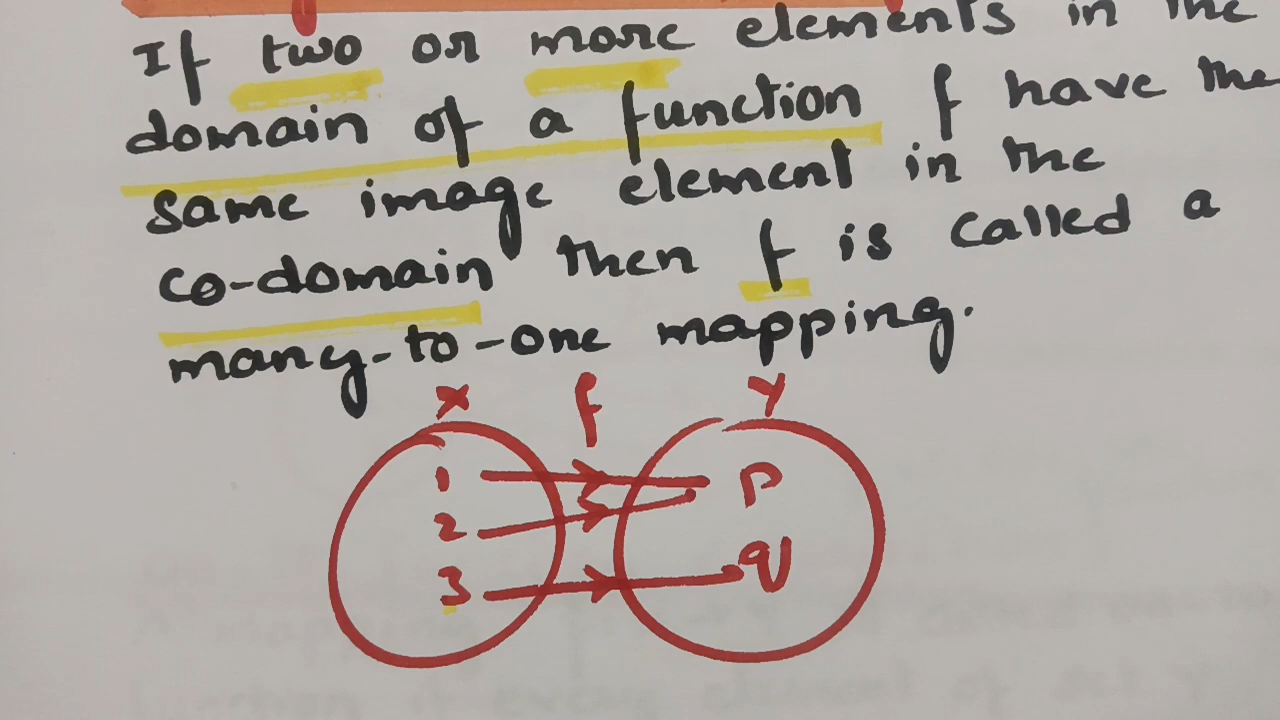 If two or more elements in the
domain of a function f have the
same image element in the
co-domain then f is called a
many-to-one mapping.
X f Y
1 p
2
3 q